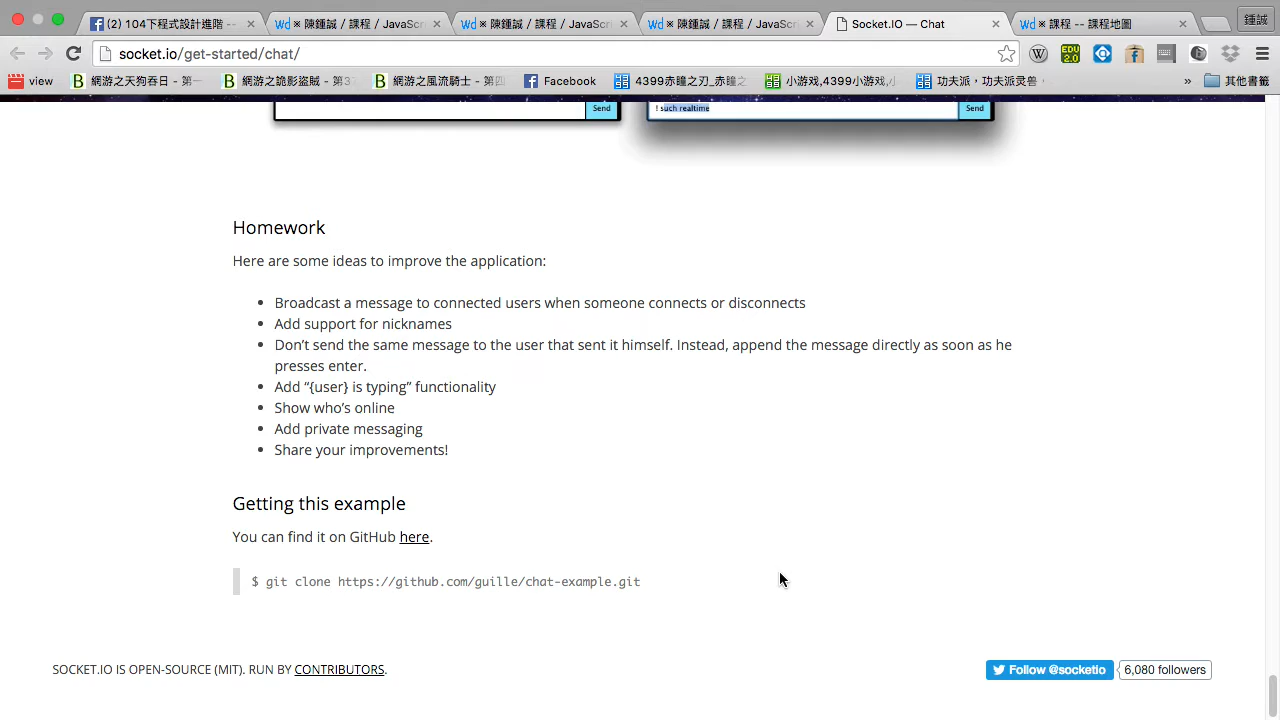 (2) 104下程式設計進階 --
※ 陳鍾誠 / 課程 / JavaScri
※ 陳鍾誠 / 課程 / JavaScri
※ 陳鍾誠 / 課程 / JavaSc
Socket.IO — Chat
※ 課程 -- 課程地圖
鍾誠
socket.io/get-started/chat/
view
網游之天狗春日 - 第一
網游之詭影盗賊 - 第37
網游之風流騎士 - 第四
Facebook
4399赤瞳之刃_赤瞳之
小游戏,4399小游戏,小
功夫派，功夫派灵兽
»
其他書籤
Send
! such realtime
Send
Homework
Here are some ideas to improve the application:
• Broadcast a message to connected users when someone connects or disconnects
• Add support for nicknames
• Don’t send the same message to the user that sent it himself. Instead, append the message directly as soon as he
presses enter.
• Add “{user} is typing” functionality
• Show who’s online
• Add private messaging
• Share your improvements!
Getting this example
You can find it on GitHub here.
$ git clone https://github.com/guille/chat-example.git
SOCKET.IO IS OPEN-SOURCE (MIT). RUN BY CONTRIBUTORS.
Follow @socketio
6,080 followers